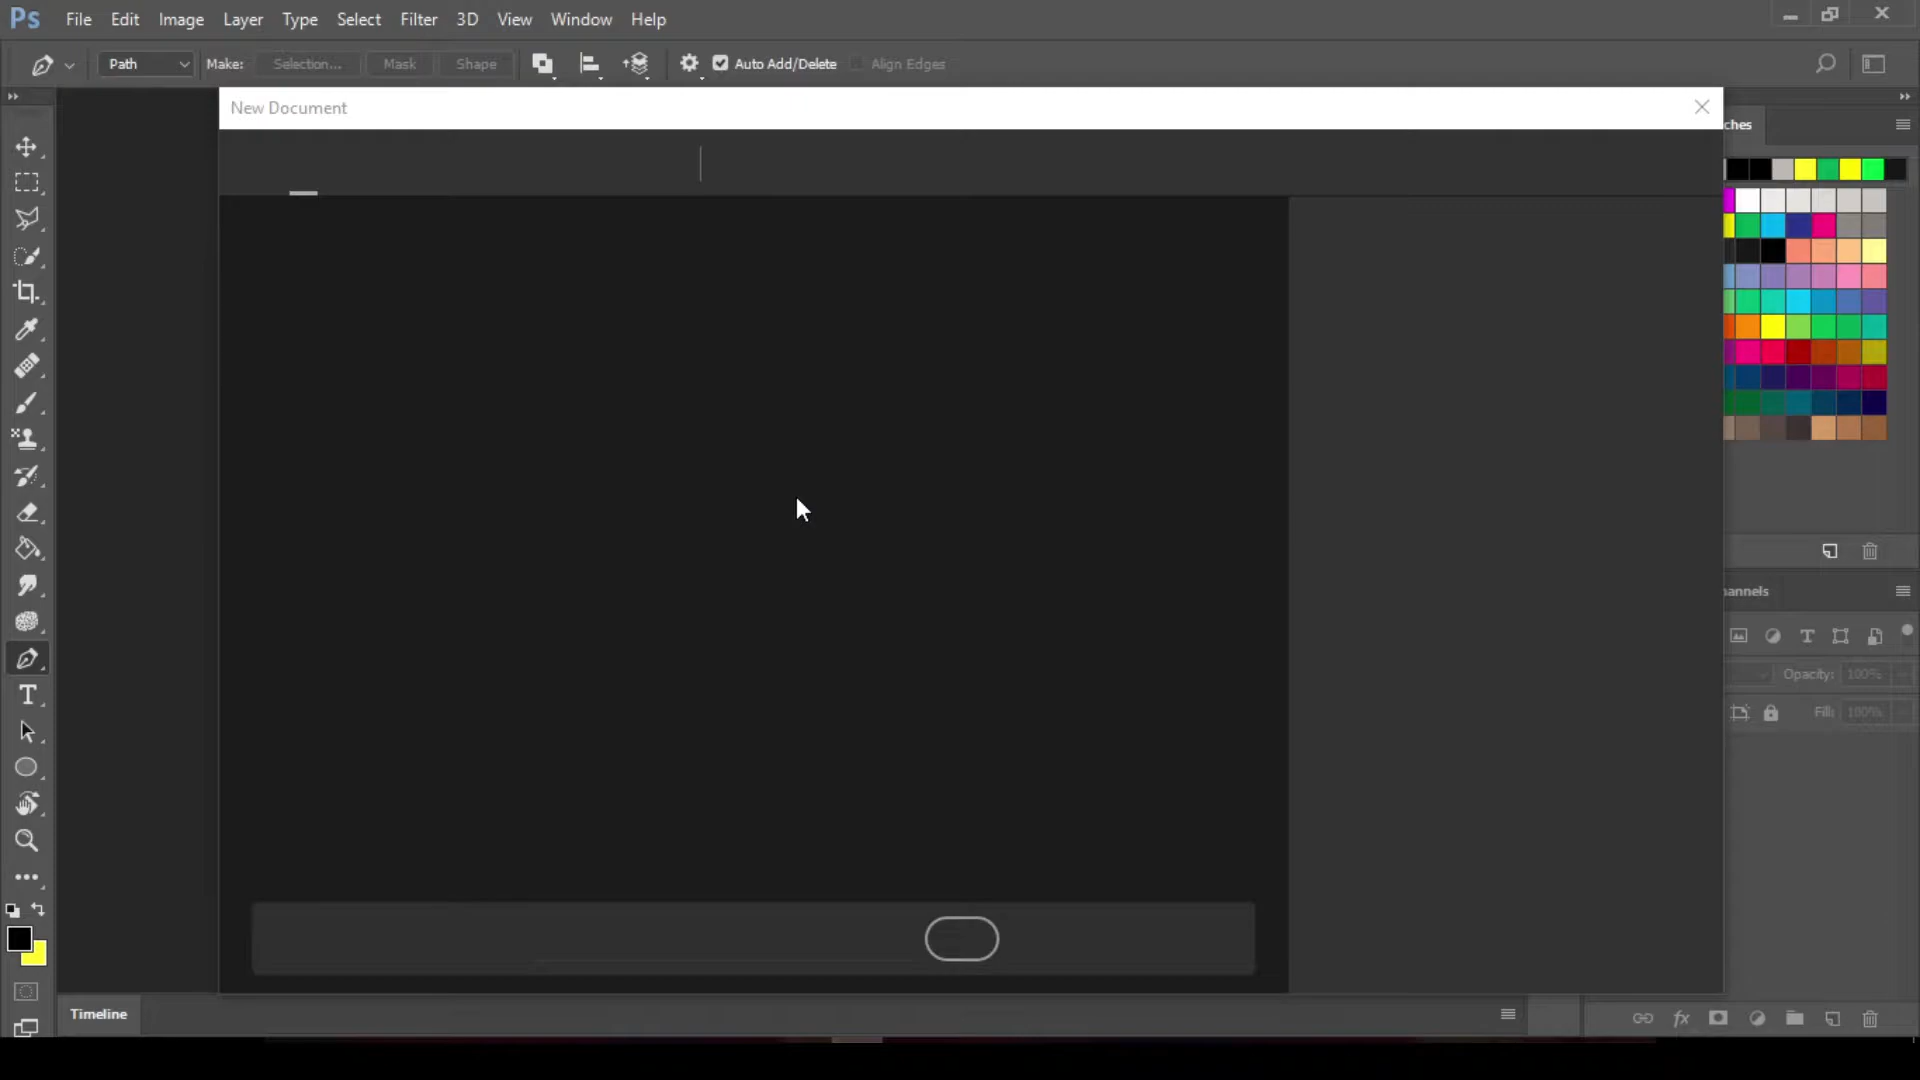 Ps File Edit Image Layer Type Select Filter 3D View Window Help
Path Make: Selection... Mask Shape Auto Add/Delete Align Edges
New Document
ches
hannels
Opacity: 100%
Fill: 100%
Timeline